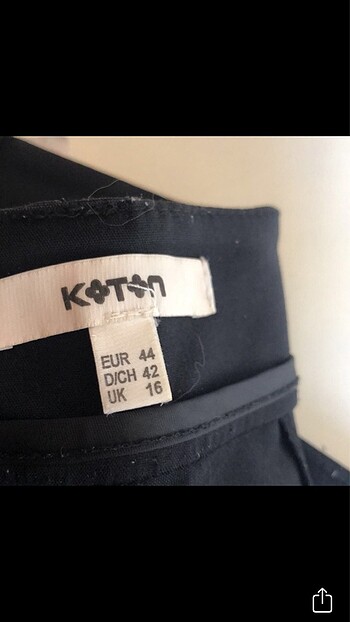 KOTON
EUR 44
D/CH 42
UK 16